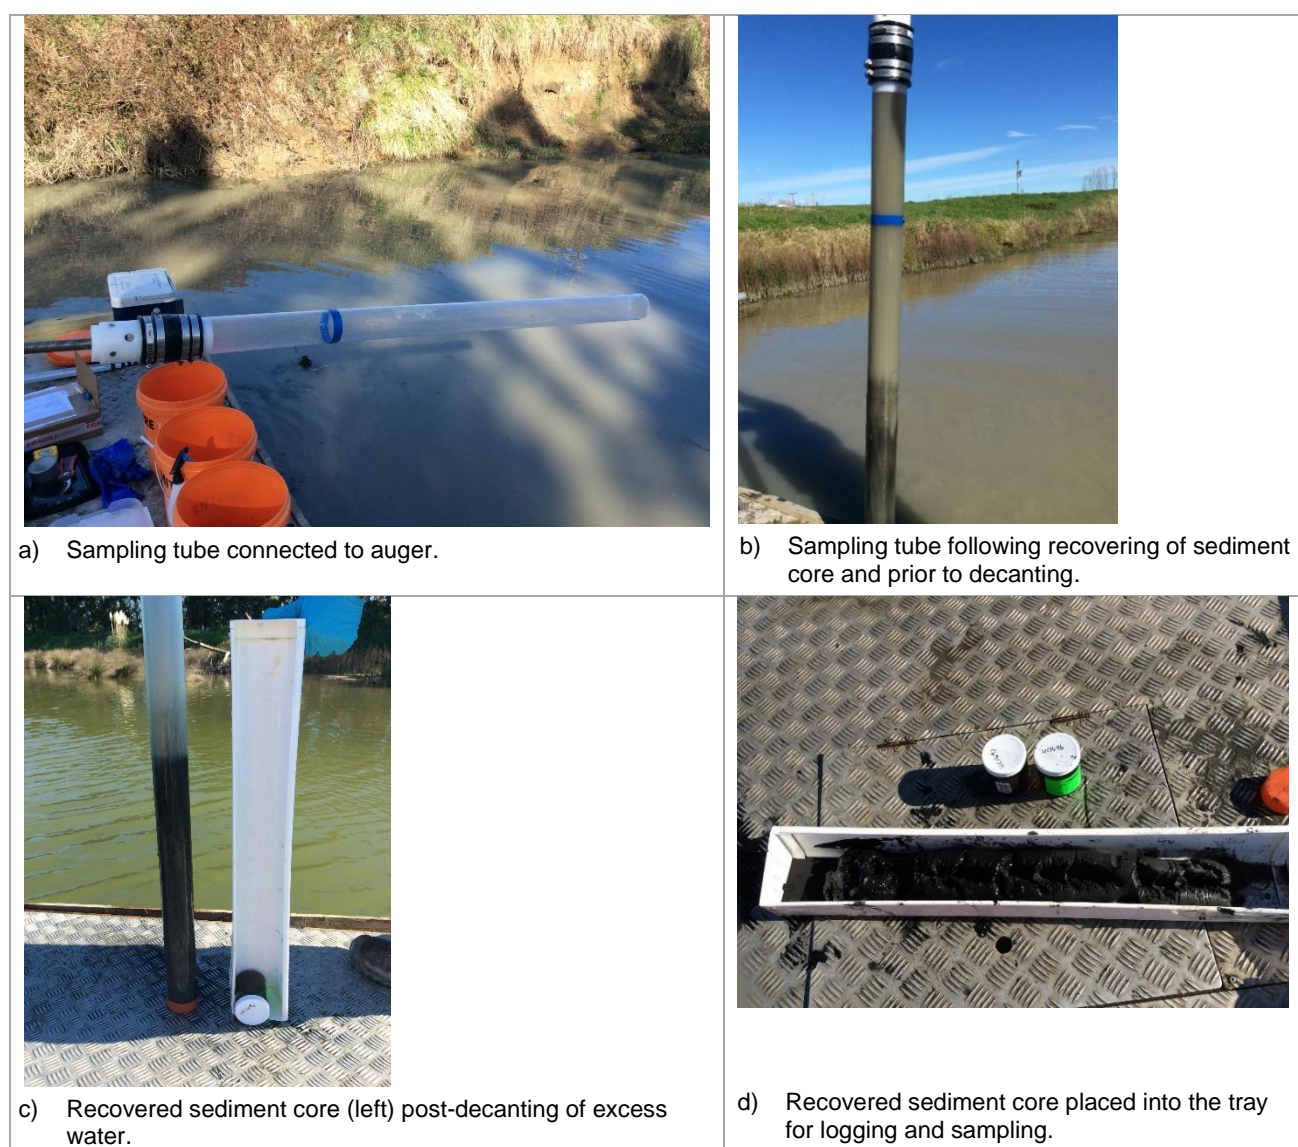 a) Sampling tube connected to auger.
b) Sampling tube following recovering of sediment
core and prior to decanting.
c) Recovered sediment core (left) post-decanting of excess
water.
d) Recovered sediment core placed into the tray
for logging and sampling.